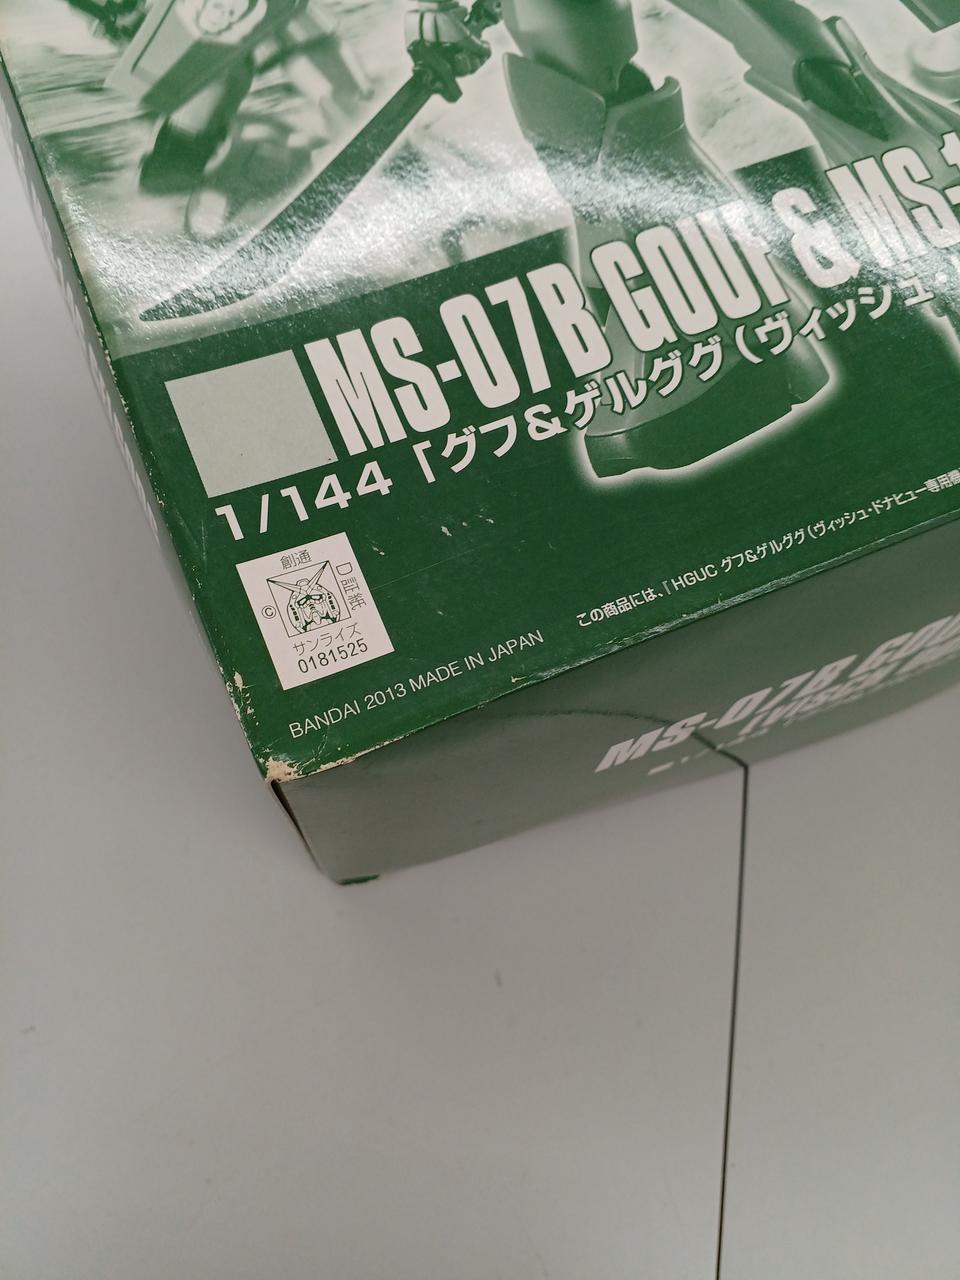 MS-07B GOUF & MS-1
1/144「グフ&ゲルググ(ヴィッシュ・
創通
©
D証紙
サンライズ
0181525
BANDAI 2013 MADE IN JAPAN
この商品には、「HGUC グフ&ゲルググ(ヴィッシュ・ドナヒュー専用機
MS-07B GOU